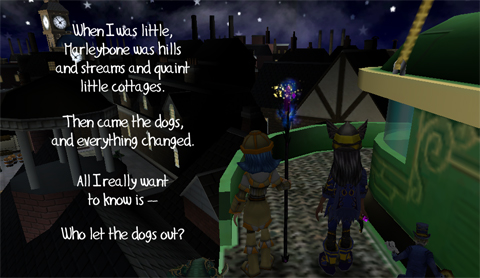 When I was little,
Marleybone was hills
and streams and quaint
little cottages.
Then came the dogs,
and everything changed.
All I really want
to know is —
Who let the dogs out?